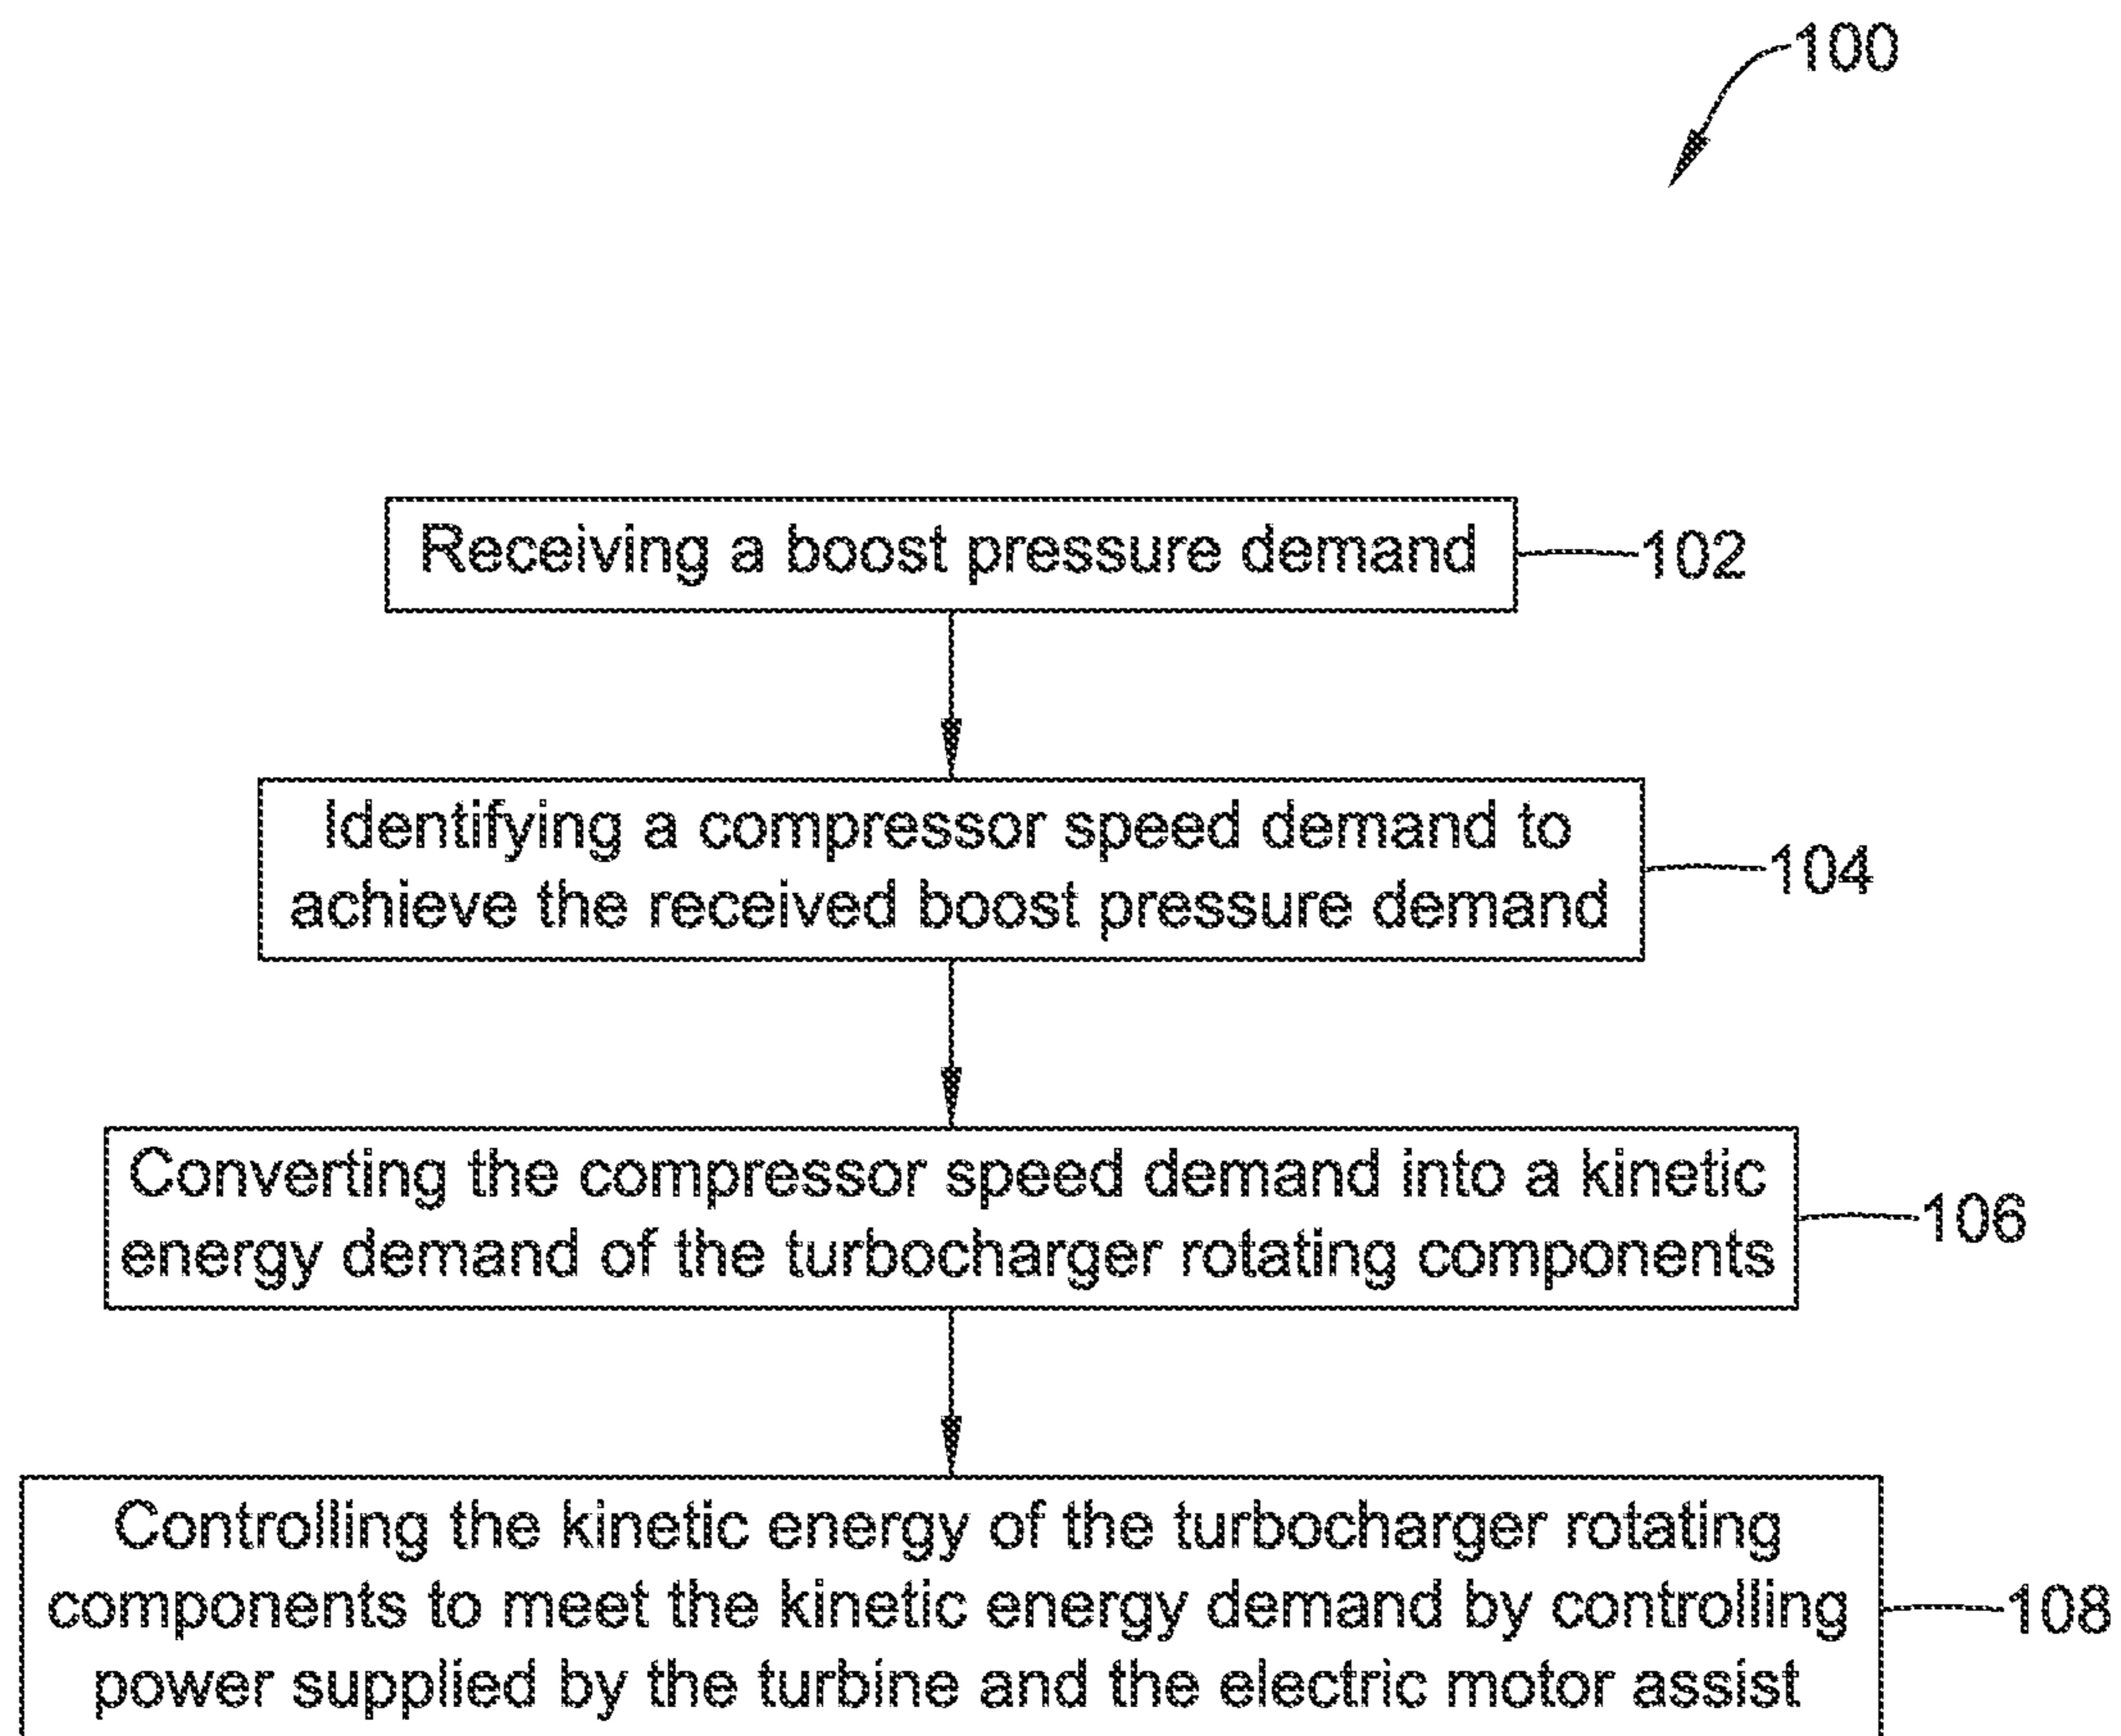 100
Receiving a boost pressure demand
102
Identifying a compressor speed demand to
achieve the received boost pressure demand
104
Converting the compressor speed demand into a kinetic
energy demand of the turbocharger rotating components
106
Controlling the kinetic energy of the turbocharger rotating
components to meet the kinetic energy demand by controlling
power supplied by the turbine and the electric motor assist
108